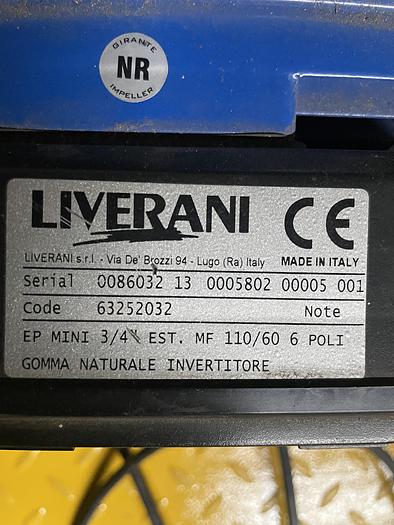 GIRANTE
NR
IMPELLER
LIVERANI CE
LIVERANI s.r.l. - Via De' Brozzi 94 - Lugo (Ra) Italy MADE IN ITALY
Serial 0086032 13 0005802 00005 001
Code 63252032 Note
EP MINI 3/4" EST. MF 110/60 6 POLI
GOMMA NATURALE INVERTITORE